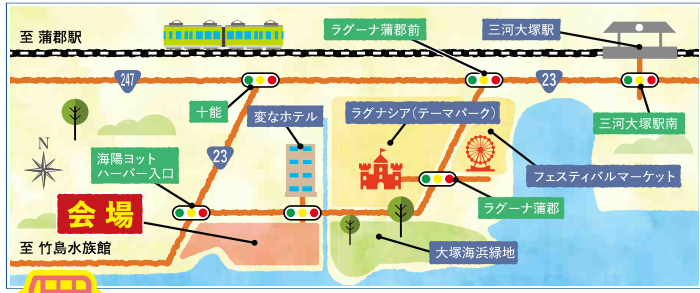 至 蒲郡駅
ラグーナ蒲郡前
三河大塚駅
247
23
十能
変なホテル
ラグナシア(テーマパーク)
三河大塚駅南
N
23
海陽ヨット
ハーバー入口
フェスティバルマーケット
会場
ラグーナ蒲郡
至 竹島水族館
大塚海浜緑地